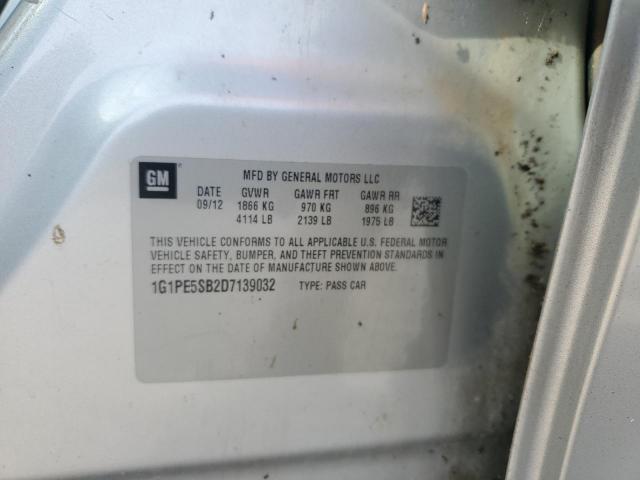 GM
MFD BY GENERAL MOTORS LLC
DATE GVWR GAWR FRT GAWR RR
09/12 1866 KG 970 KG 896 KG
4114 LB 2139 LB 1975 LB
THIS VEHICLE CONFORMS TO ALL APPLICABLE U.S. FEDERAL MOTOR
VEHICLE SAFETY, BUMPER, AND THEFT PREVENTION STANDARDS IN
EFFECT ON THE DATE OF MANUFACTURE SHOWN ABOVE.
1G1PE5SB2D7139032 TYPE: PASS CAR